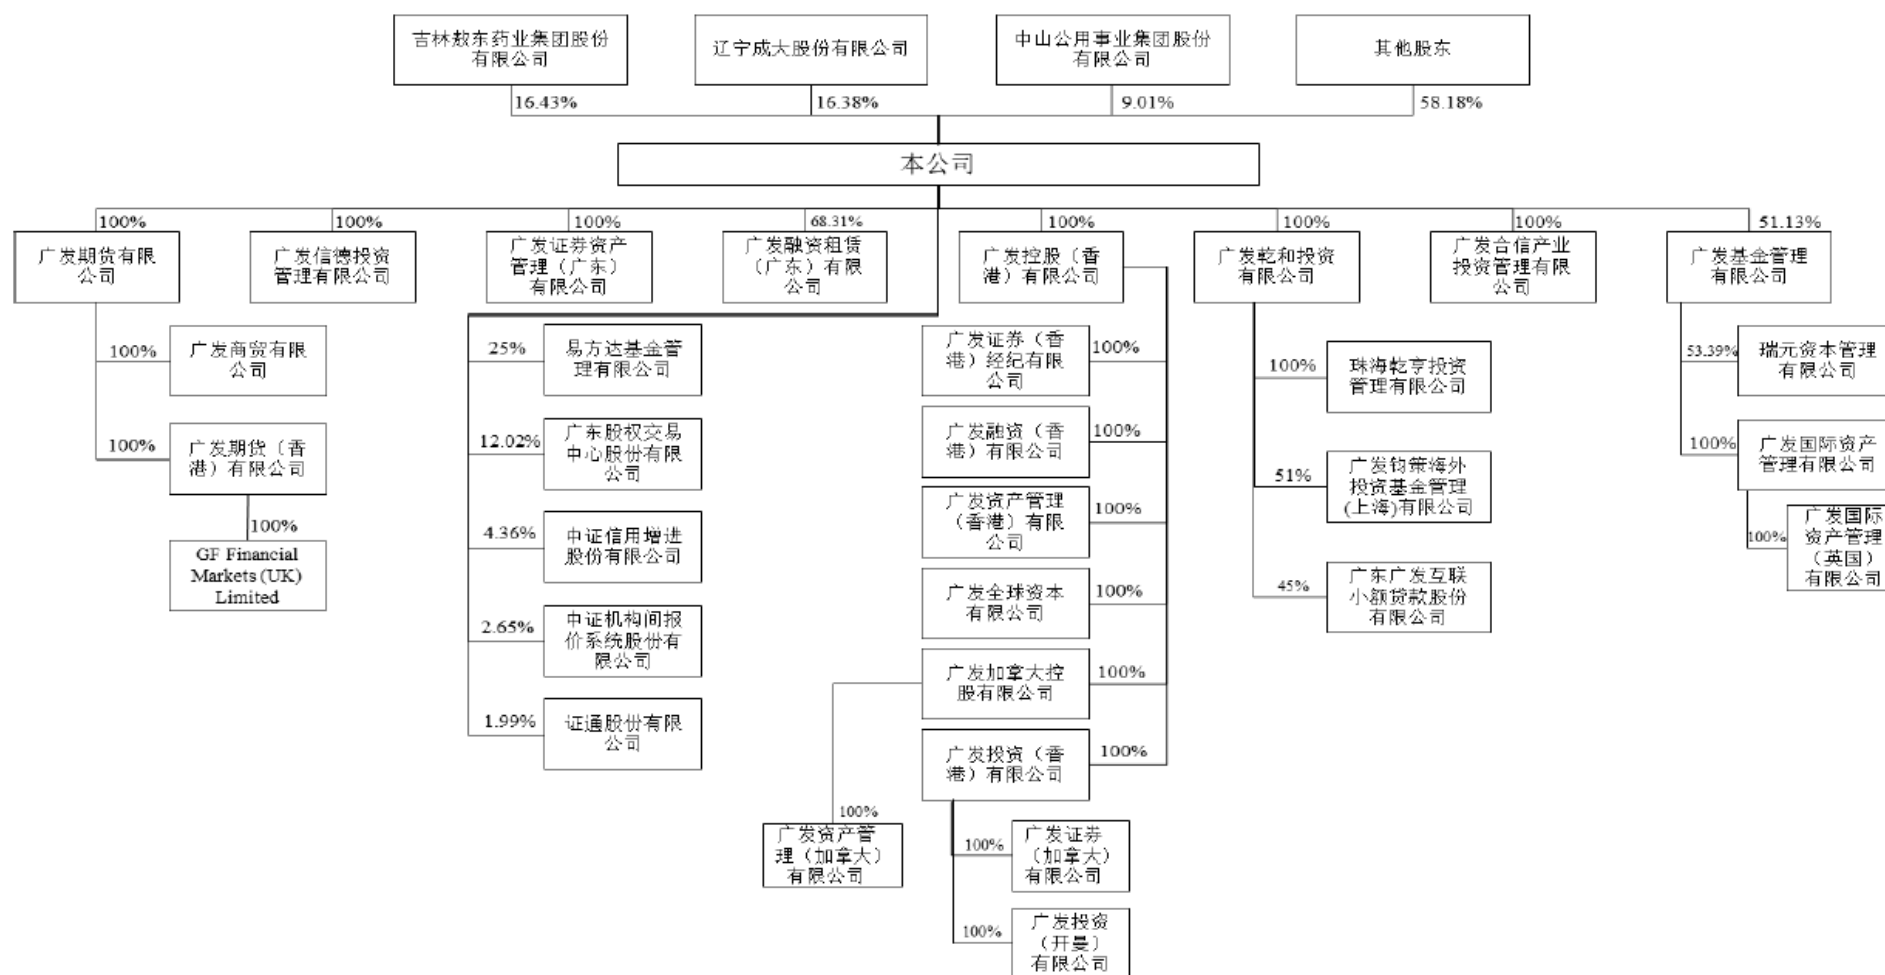 吉林敖东药业集团股份
有限公司
辽宁成大股份有限公司
中山公用事业集团股份
有限公司
其他股东
16.43%
16.38%
9.01%
58.18%
本公司
100%
100%
100%
68.31%
100%
100%
100%
51.13%
广发期货有限
公司
广发信德投资
管理有限公司
广发证券资产
管理（广东）
有限公司
广发融资租赁
（广东）有限
公司
广发控股（香
港）有限公司
广发乾和投资
有限公司
广发合信产业
投资管理有限
公司
广发基金管理
有限公司
100%
广发商贸有限
公司
100%
广发期货（香
港）有限公司
100%
GF Financial
Markets (UK)
Limited
25%
易方达基金管
理有限公司
12.02%
广东股权交易
中心股份有限
公司
4.36%
中证信用增进
股份有限公司
2.65%
中证机构间报
价系统股份有
限公司
1.99%
证通股份有限
公司
广发证券（香
港）经纪有限
公司
100%
广发融资（香
港）有限公司
100%
广发资产管理
（香港）有限
公司
100%
广发全球资本
有限公司
100%
广发加拿大控
股有限公司
100%
广发投资（香
港）有限公司
100%
100%
广发资产管
理（加拿大）
有限公司
100%
广发证券
（加拿大）
有限公司
100%
广发投资
（开曼）
有限公司
100%
珠海乾亨投资
管理有限公司
51%
广发钧策海外
投资基金管理
(上海)有限公司
45%
广东广发互联
小额贷款股份
有限公司
53.39%
瑞元资本管理
有限公司
100%
广发国际资产
管理有限公司
100%
广发国际
资产管理
（英国）
有限公司